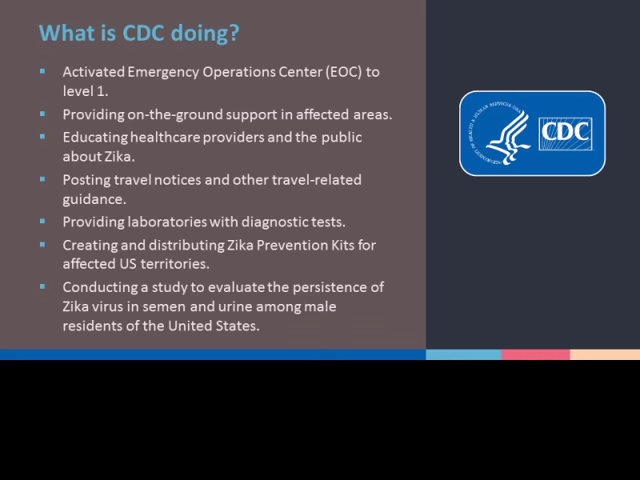 What is CDC doing?
▪ Activated Emergency Operations Center (EOC) to
level 1.
▪ Providing on-the-ground support in affected areas.
▪ Educating healthcare providers and the public
about Zika.
▪ Posting travel notices and other travel-related
guidance.
▪ Providing laboratories with diagnostic tests.
▪ Creating and distributing Zika Prevention Kits for
affected US territories.
▪ Conducting a study to evaluate the persistence of
Zika virus in semen and urine among male
residents of the United States.
CDC